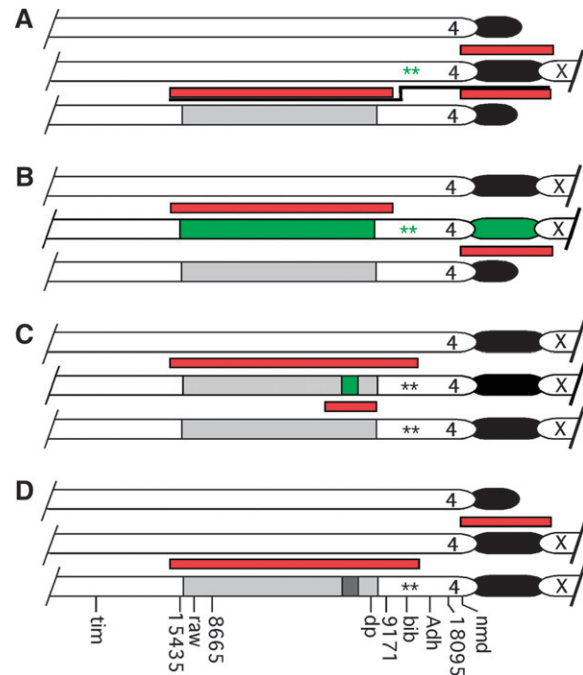 A
4
** 4 X
4
B
4 X
** 4 X
4
C
4 X
** 4 X
** 4 X
D
4
4 X
** 4 X
tim
15435
raw
8665
dp
9171
bib
Adh
18095
nmd